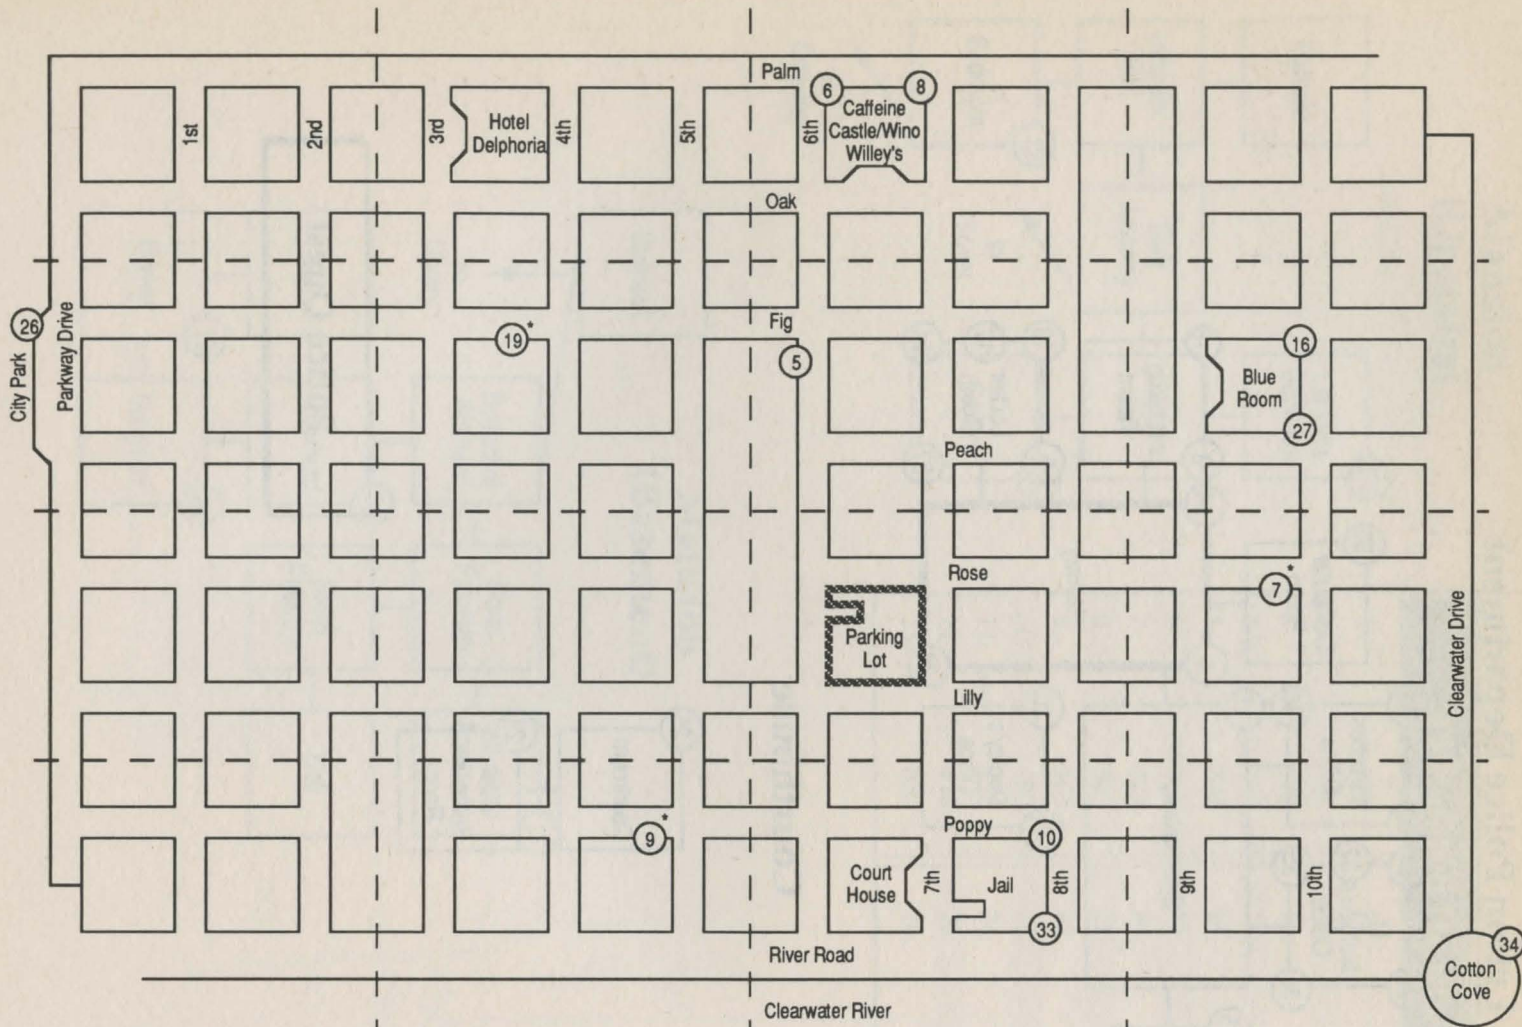 Palm
6
8
Caffeine
Castle/Wino
Willey's
1st
2nd
3rd
Hotel
Delphoria
4th
5th
6th
Oak
26
City Park
Parkway Drive
Fig
19*
5
16
Blue
Room
27
Peach
Rose
7*
Parking
Lot
Clearwater Drive
Lilly
9*
Poppy
10
Court
House
7th
Jail
8th
9th
10th
33
River Road
34
Cotton
Cove
Clearwater River